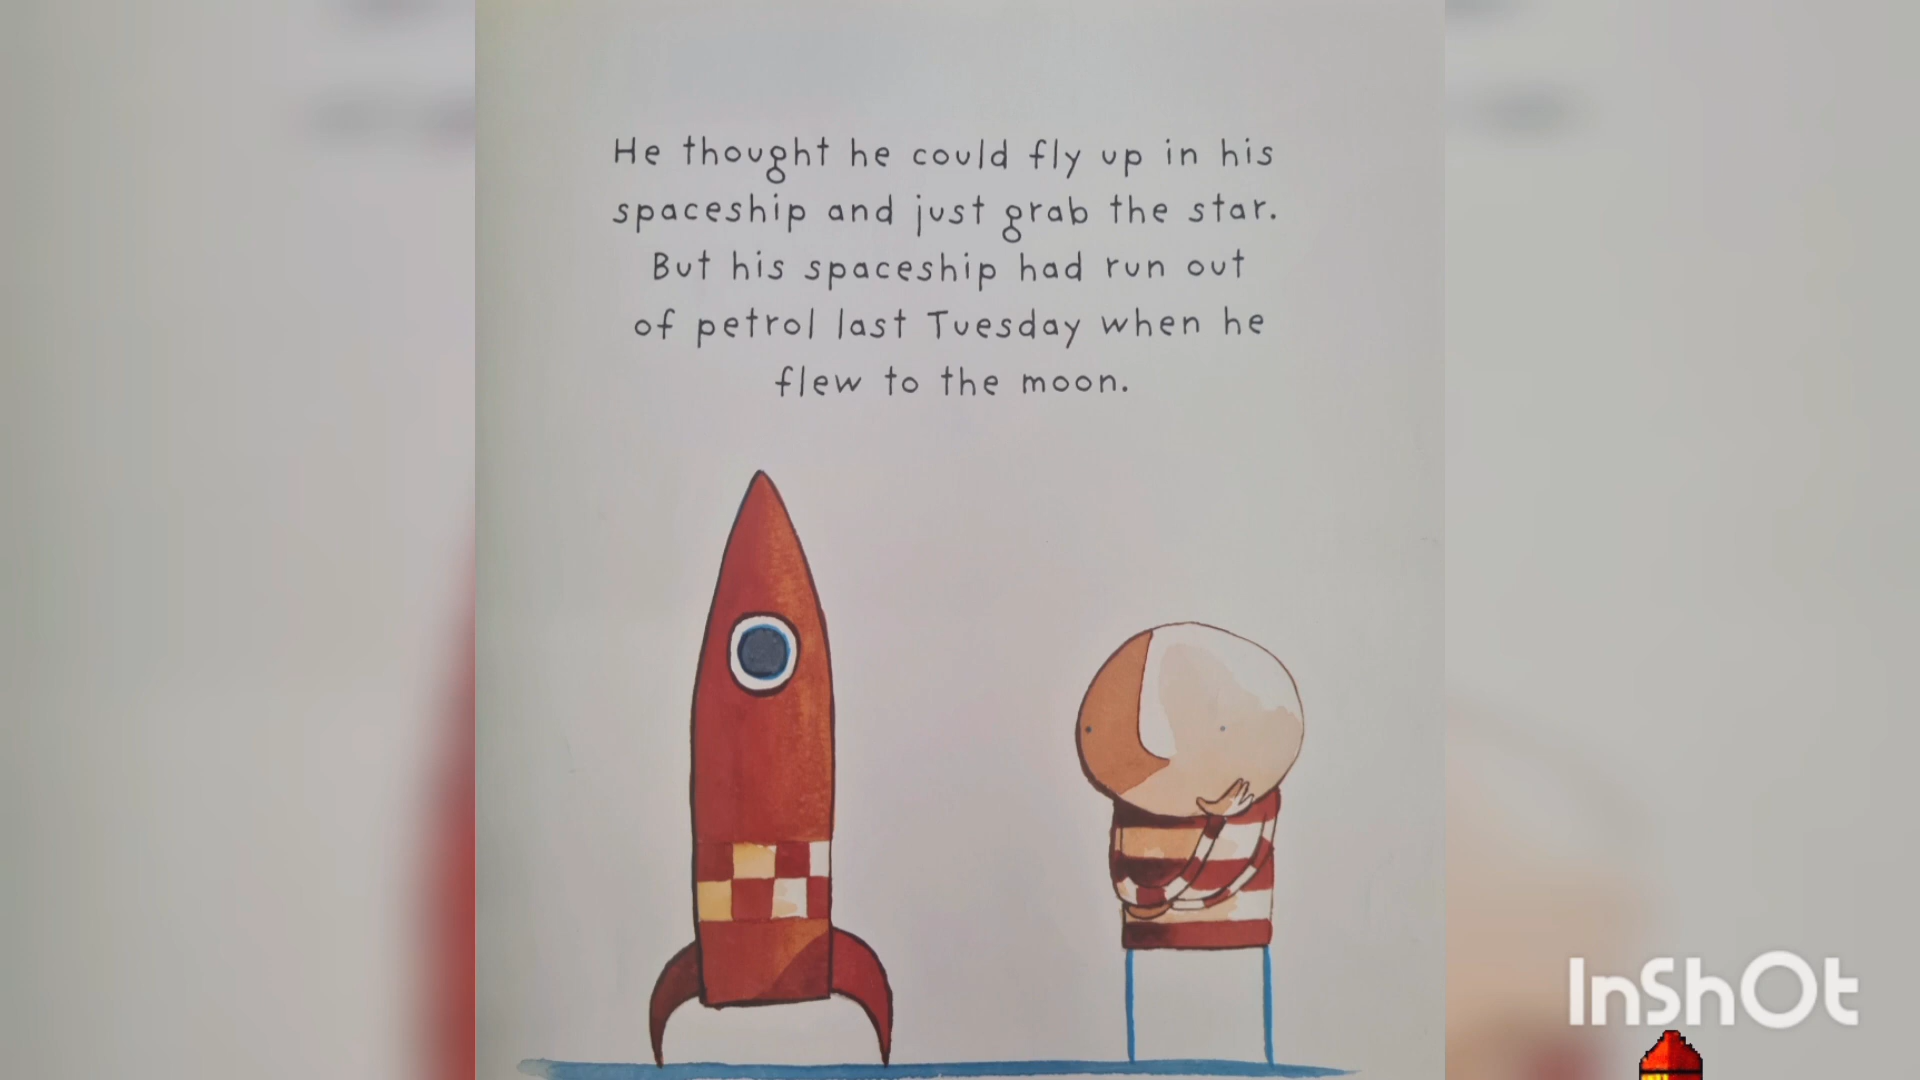 He thought he could fly up in his
spaceship and just grab the star.
But his spaceship had run out
of petrol last Tuesday when he
flew to the moon.
InShOt